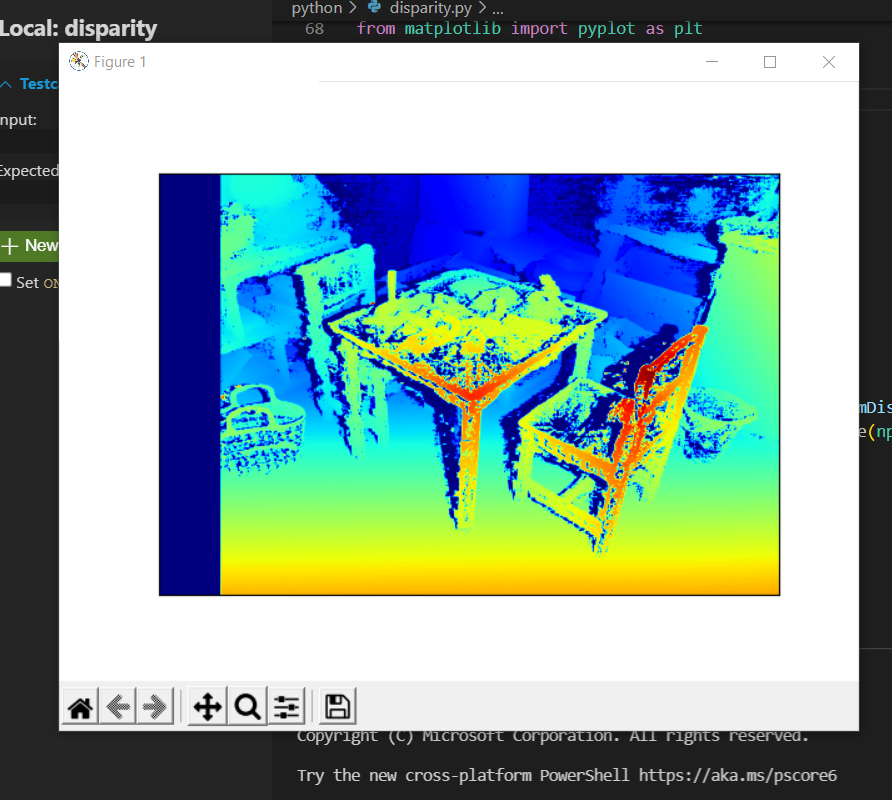 python > disparity.py > ...
Local: disparity
68 from matplotlib import pyplot as plt
Figure 1
Testc
nput:
Expected
+ New
Set ON
mDis
e(np
Copyright (C) Microsoft Corporation. All rights reserved.
Try the new cross-platform PowerShell https://aka.ms/pscore6